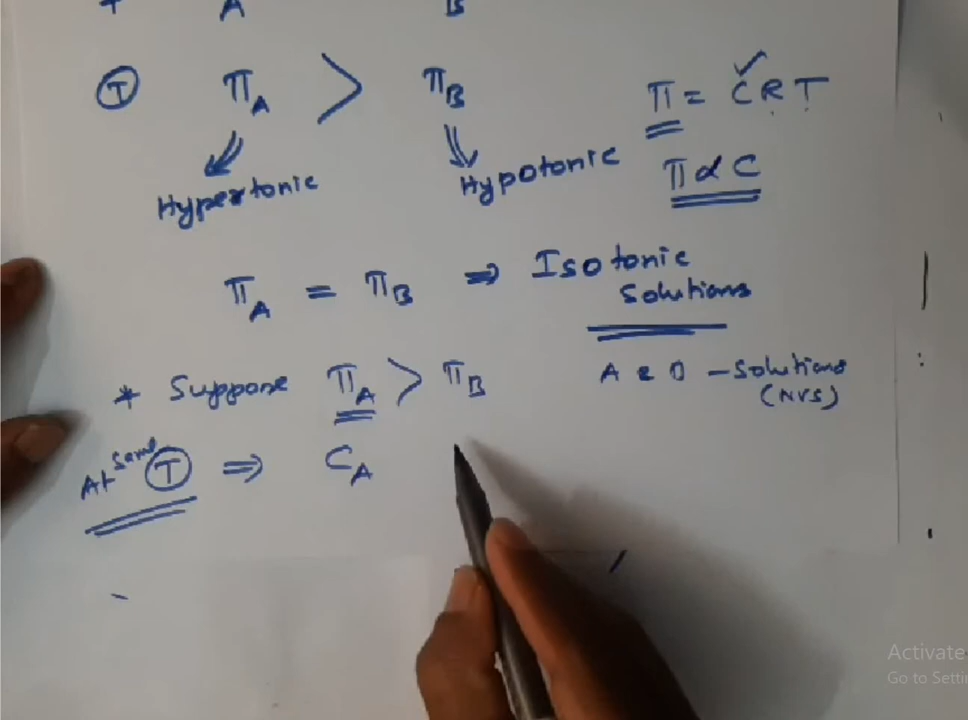 A B
T π_A > π_B π = CRT
Hypertonic Hypotonic π α C
π_A = π_B ⇒ Isotonic
Solutions
* Suppose π_A > π_B A & B – Solutions
(NVS)
At same T ⇒ C_A
Activate
Go to Settin